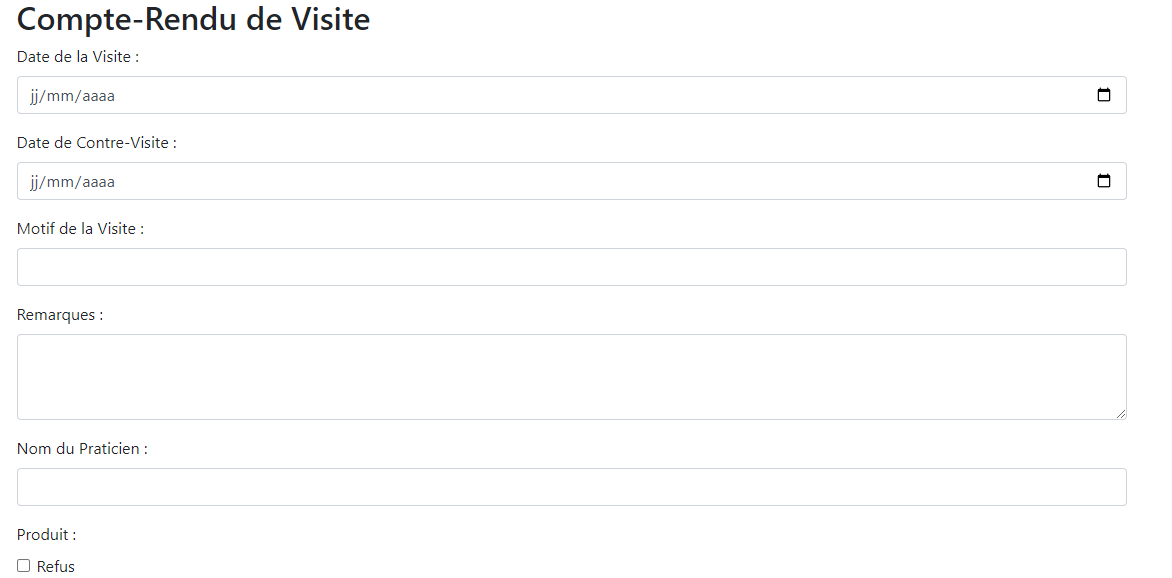 Compte-Rendu de Visite
Date de la Visite :
jj/mm/aaaa
Date de Contre-Visite :
jj/mm/aaaa
Motif de la Visite :
Remarques :
Nom du Praticien :
Produit :
Refus